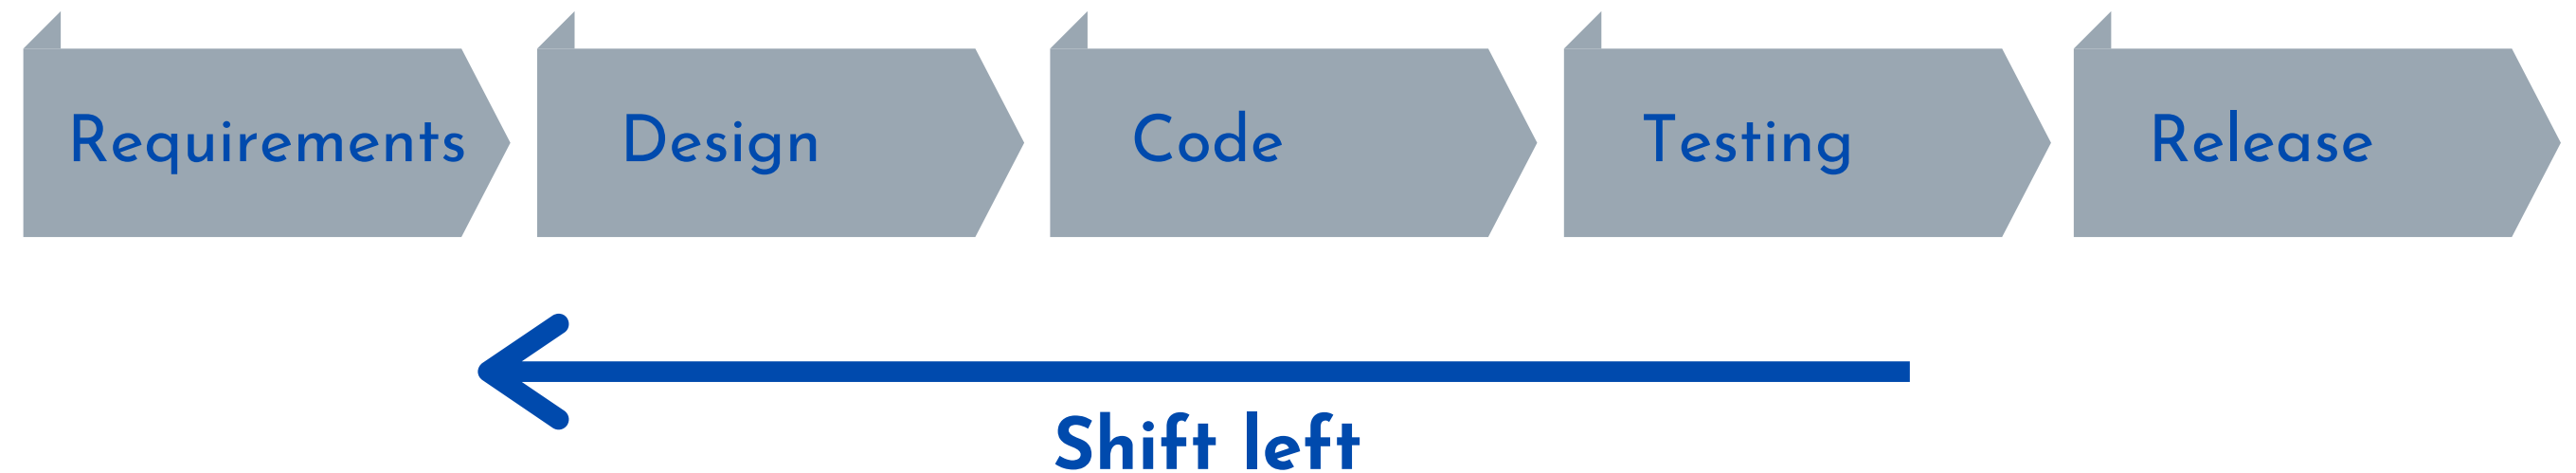 Requirements
Design
Code
Testing
Release
Shift left